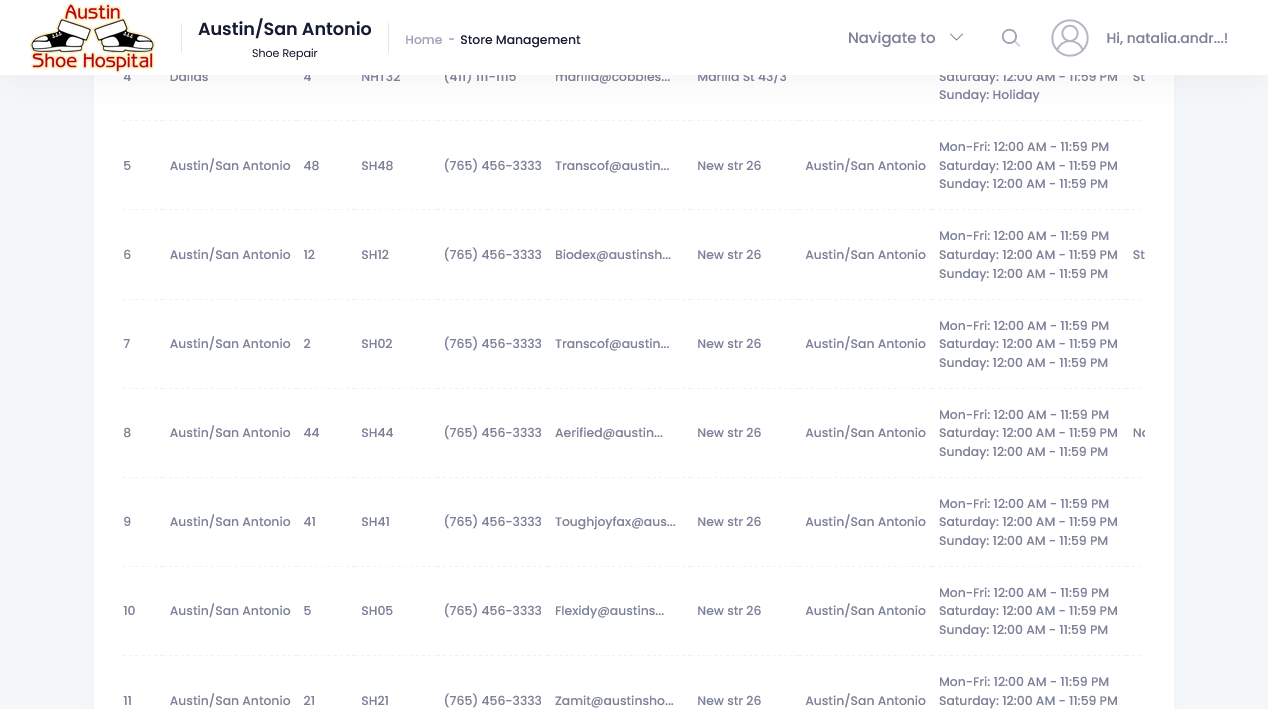 Austin
Shoe Hospital
Austin/San Antonio
Shoe Repair
Home - Store Management
Navigate to
Hi, natalia.andr...!
4 Dallas 4 NHT32 (411) 111-1115 marilla@cobbles... Marilla St 43/3 Saturday: 12:00 AM - 11:59 PM St
Sunday: Holiday
Mon-Fri: 12:00 AM - 11:59 PM
5 Austin/San Antonio 48 SH48 (765) 456-3333 Transcof@austin... New str 26 Austin/San Antonio Saturday: 12:00 AM - 11:59 PM
Sunday: 12:00 AM - 11:59 PM
Mon-Fri: 12:00 AM - 11:59 PM
6 Austin/San Antonio 12 SH12 (765) 456-3333 Biodex@austinsh... New str 26 Austin/San Antonio Saturday: 12:00 AM - 11:59 PM St
Sunday: 12:00 AM - 11:59 PM
Mon-Fri: 12:00 AM - 11:59 PM
7 Austin/San Antonio 2 SH02 (765) 456-3333 Transcof@austin... New str 26 Austin/San Antonio Saturday: 12:00 AM - 11:59 PM
Sunday: 12:00 AM - 11:59 PM
Mon-Fri: 12:00 AM - 11:59 PM
8 Austin/San Antonio 44 SH44 (765) 456-3333 Aerified@austin... New str 26 Austin/San Antonio Saturday: 12:00 AM - 11:59 PM
Sunday: 12:00 AM - 11:59 PM
Mon-Fri: 12:00 AM - 11:59 PM
9 Austin/San Antonio 41 SH41 (765) 456-3333 Toughjoyfax@aus... New str 26 Austin/San Antonio Saturday: 12:00 AM - 11:59 PM
Sunday: 12:00 AM - 11:59 PM
Mon-Fri: 12:00 AM - 11:59 PM
10 Austin/San Antonio 5 SH05 (765) 456-3333 Flexidy@austins... New str 26 Austin/San Antonio Saturday: 12:00 AM - 11:59 PM
Sunday: 12:00 AM - 11:59 PM
Mon-Fri: 12:00 AM - 11:59 PM
11 Austin/San Antonio 21 SH21 (765) 456-3333 Zamit@austinsho... New str 26 Austin/San Antonio Saturday: 12:00 AM - 11:59 PM